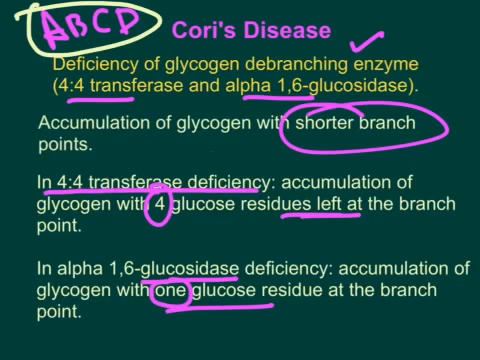 ABCD
Cori's Disease
Deficiency of glycogen debranching enzyme
(4:4 transferase and alpha 1,6-glucosidase).
Accumulation of glycogen with shorter branch
points.
In 4:4 transferase deficiency: accumulation of
glycogen with 4 glucose residues left at the branch
point.
In alpha 1,6-glucosidase deficiency: accumulation of
glycogen with one glucose residue at the branch
point.